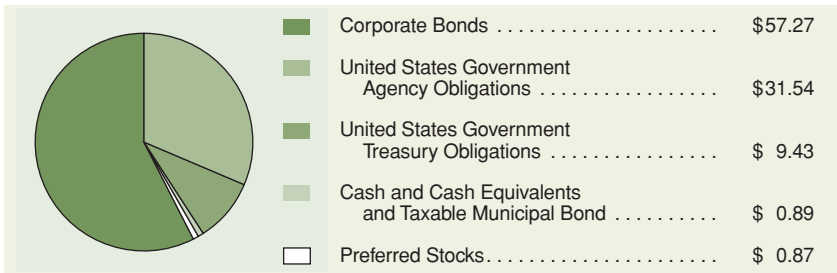 Corporate Bonds . . . . . . . . . . . . . . . . . . . . . . $57.27
United States Government
Agency Obligations . . . . . . . . . . . . . . . . . $31.54
United States Government
Treasury Obligations . . . . . . . . . . . . . . . . $ 9.43
Cash and Cash Equivalents
and Taxable Municipal Bond . . . . . . . . . . $ 0.89
Preferred Stocks. . . . . . . . . . . . . . . . . . . . . . . $ 0.87